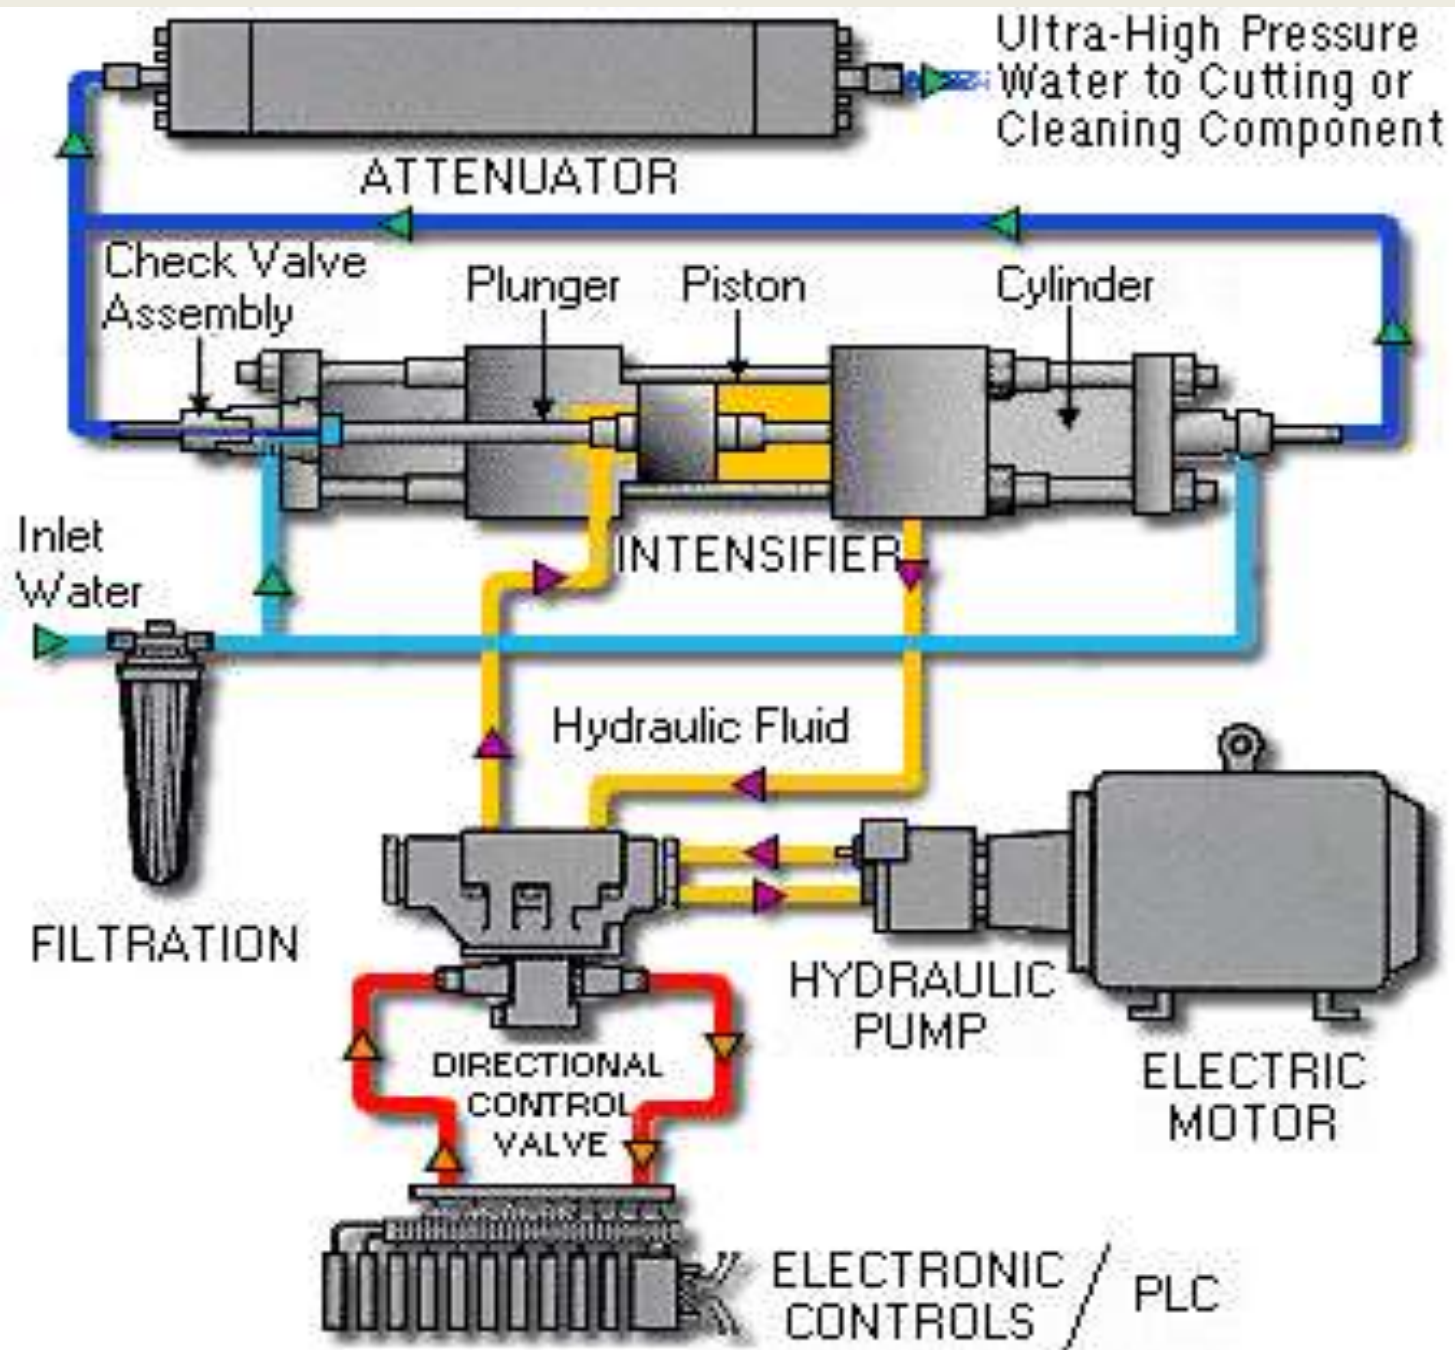 Ultra-High Pressure
Water to Cutting or
Cleaning Component
ATTENUATOR
Check Valve
Assembly
Plunger
Piston
Cylinder
Inlet
Water
INTENSIFIER
Hydraulic Fluid
FILTRATION
HYDRAULIC
PUMP
ELECTRIC
MOTOR
DIRECTIONAL
CONTROL
VALVE
ELECTRONIC
CONTROLS / PLC